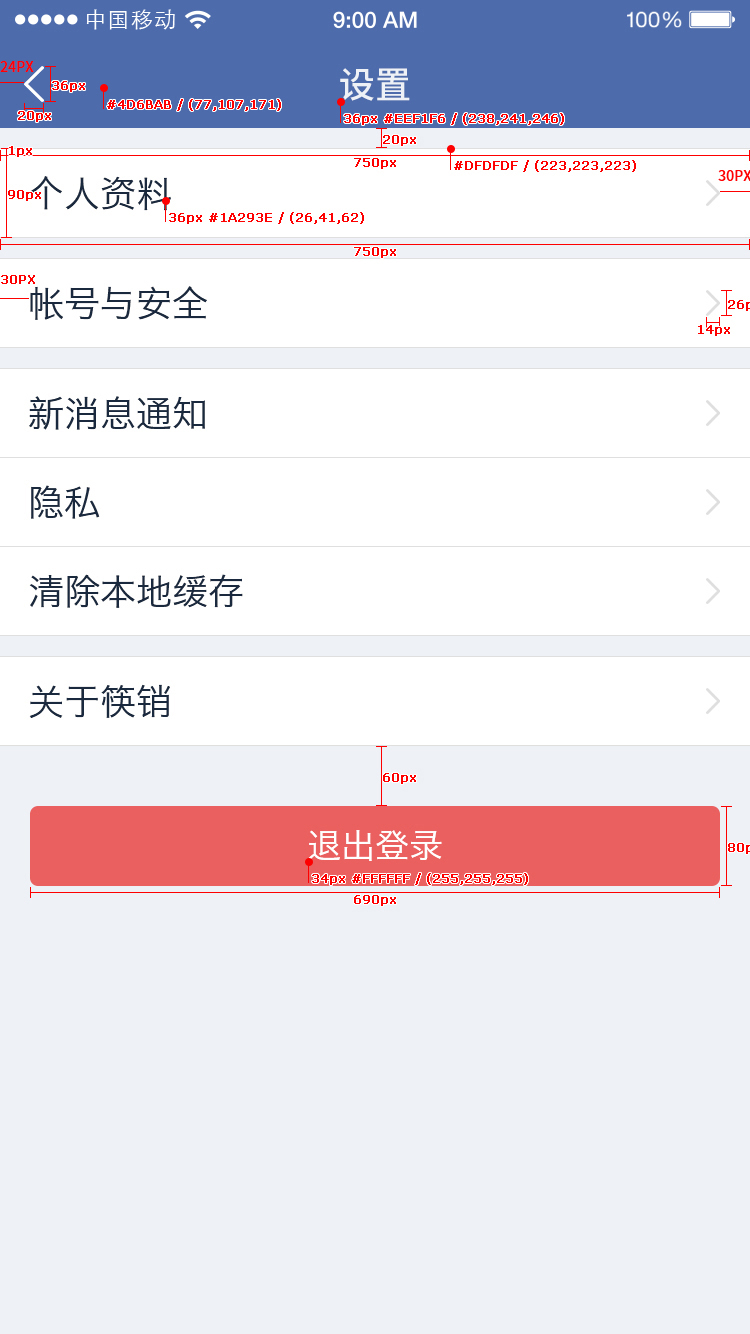 中国移动 9:00 AM 100%
24PX
36px
设置
#4D6BAB / (77,107,171)
20px
36px #EEF1F6 / (238,241,246)
20px
1px
750px
#DFDFDF / (223,223,223)
30PX
90px
个人资料
36px #1A293E / (26,41,62)
750px
30PX
帐号与安全
26p
14px
新消息通知
隐私
清除本地缓存
关于筷销
60px
退出登录
80p
34px #FFFFFF / (255,255,255)
690px